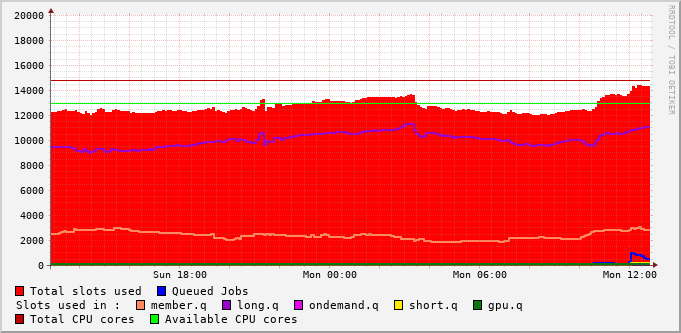 RRDTOOL / TOBI OETIKER
20000
18000
16000
14000
12000
10000
8000
6000
4000
2000
0
Sun 18:00 Mon 00:00 Mon 06:00 Mon 12:00
Total slots used Queued Jobs
Slots used in : member.q long.q ondemand.q short.q gpu.q
Total CPU cores Available CPU cores